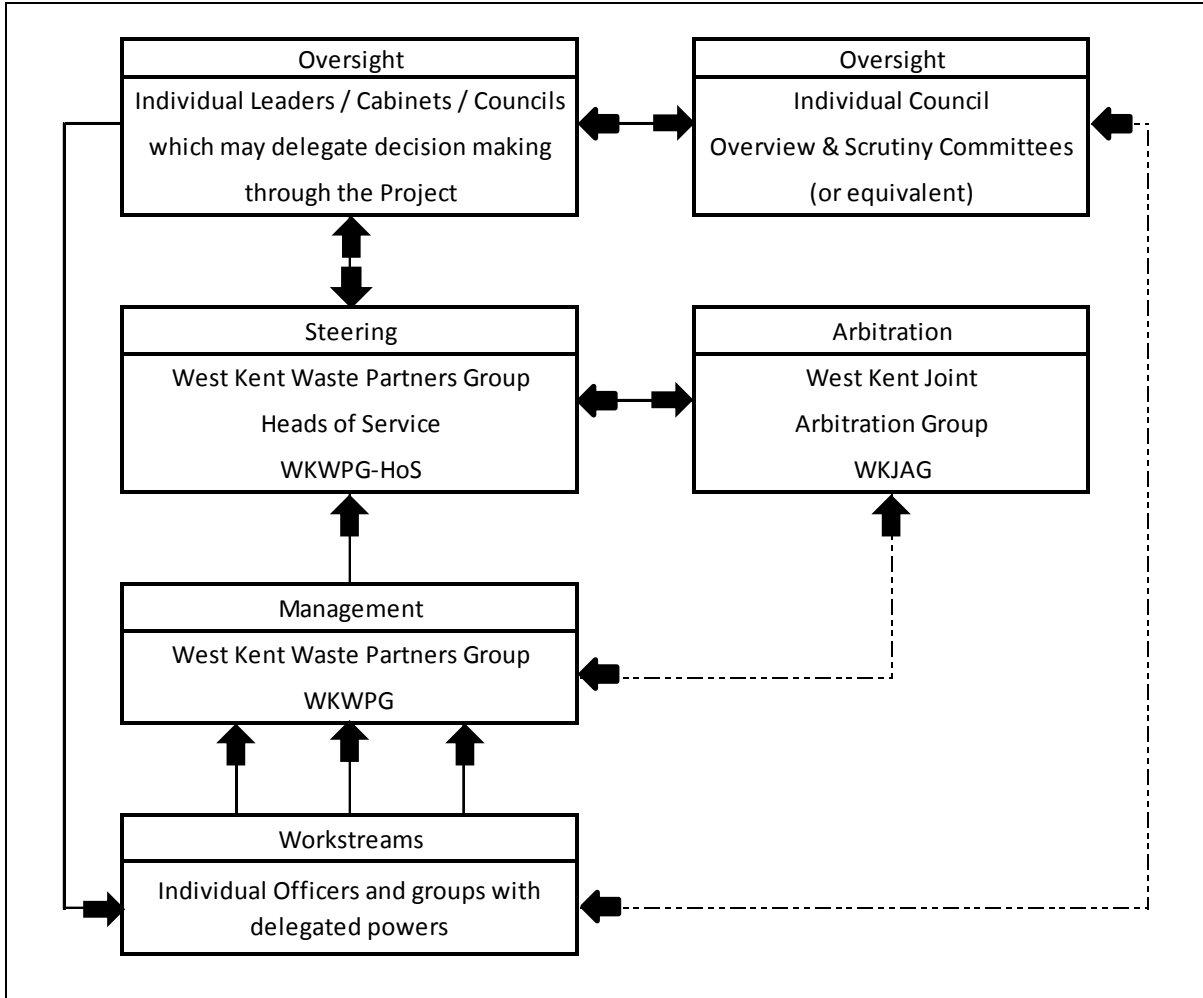 Oversight
Individual Leaders / Cabinets / Councils
which may delegate decision making
through the Project
Oversight
Individual Council
Overview & Scrutiny Committees
(or equivalent)
Steering
West Kent Waste Partners Group
Heads of Service
WKWPG-HoS
Arbitration
West Kent Joint
Arbitration Group
WKJAG
Management
West Kent Waste Partners Group
WKWPG
Workstreams
Individual Officers and groups with
delegated powers